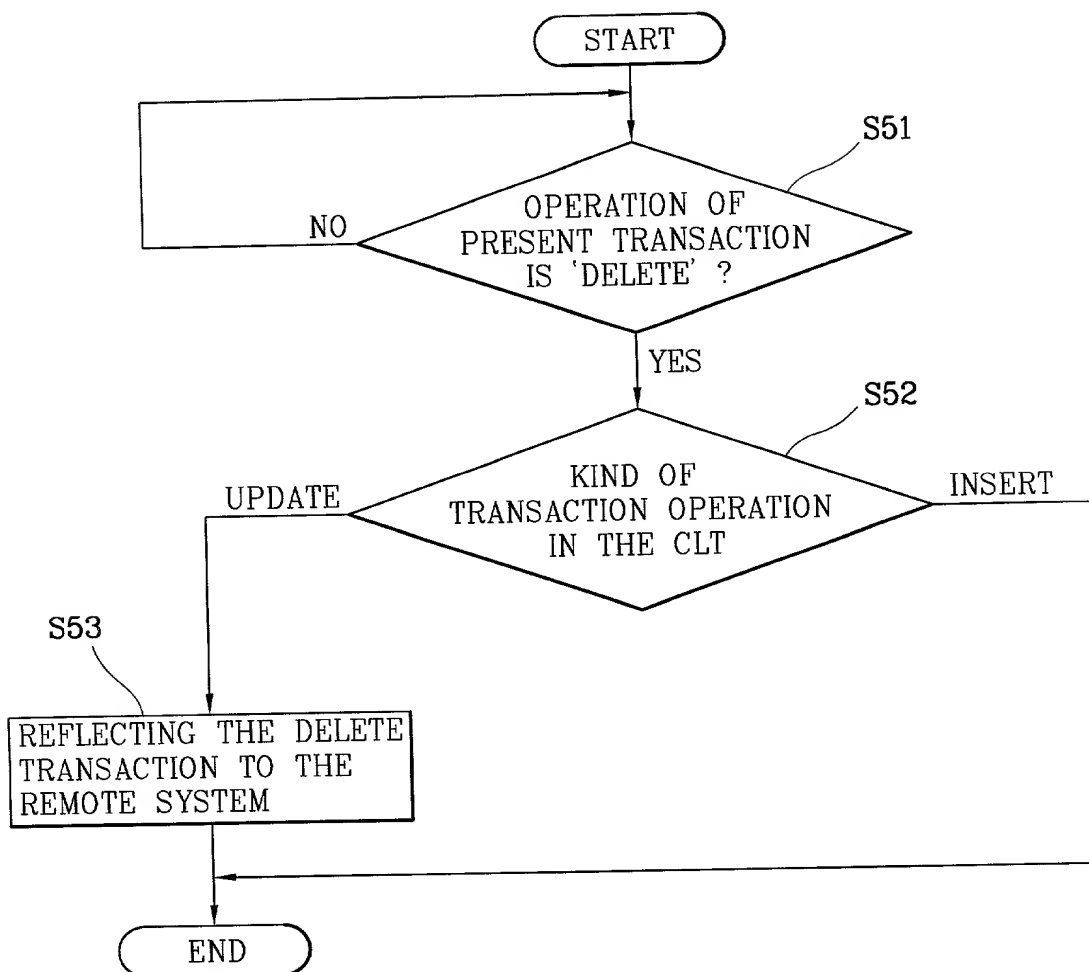 START
S51
OPERATION OF
PRESENT TRANSACTION
IS 'DELETE' ?
NO
YES
S52
KIND OF
TRANSACTION OPERATION
IN THE CLT
UPDATE
INSERT
S53
REFLECTING THE DELETE
TRANSACTION TO THE
REMOTE SYSTEM
END